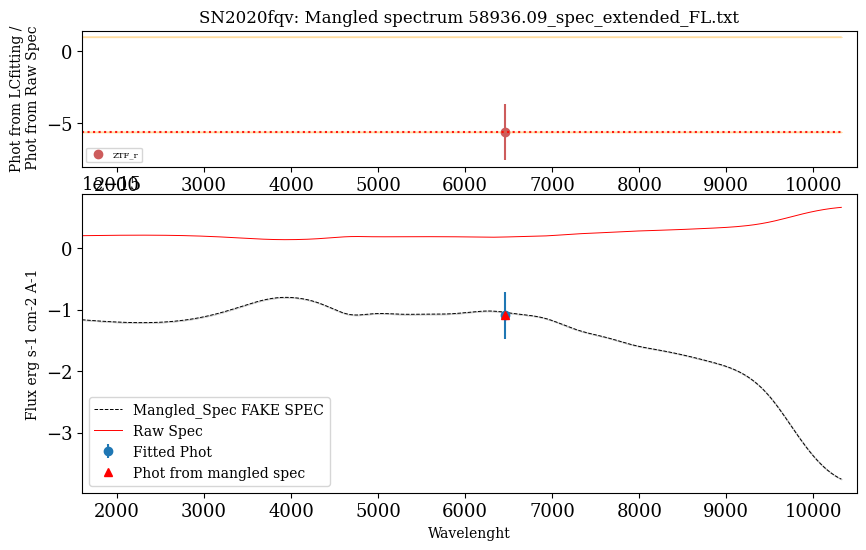 SN2020fqv: Mangled spectrum 58936.09_spec_extended_FL.txt
Phot from LCfitting /
Phot from Raw Spec
0
−5
ZTF_r
2000 3000 4000 5000 6000 7000 8000 9000 10000
1e−15
Flux erg s-1 cm-2 A-1
0
−1
−2
−3
Mangled_Spec FAKE SPEC
Raw Spec
Fitted Phot
Phot from mangled spec
2000 3000 4000 5000 6000 7000 8000 9000 10000
Wavelenght